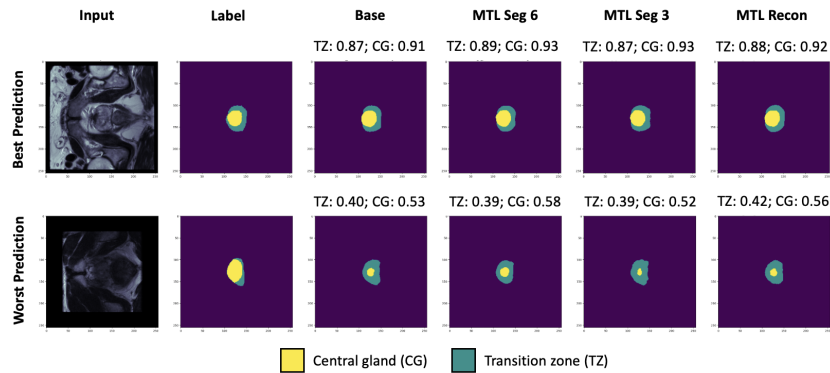 Input Label Base MTL Seg 6 MTL Seg 3 MTL Recon
TZ: 0.87; CG: 0.91 TZ: 0.89; CG: 0.93 TZ: 0.87; CG: 0.93 TZ: 0.88; CG: 0.92
Best Prediction
TZ: 0.40; CG: 0.53 TZ: 0.39; CG: 0.58 TZ: 0.39; CG: 0.52 TZ: 0.42; CG: 0.56
Worst Prediction
Central gland (CG) Transition zone (TZ)